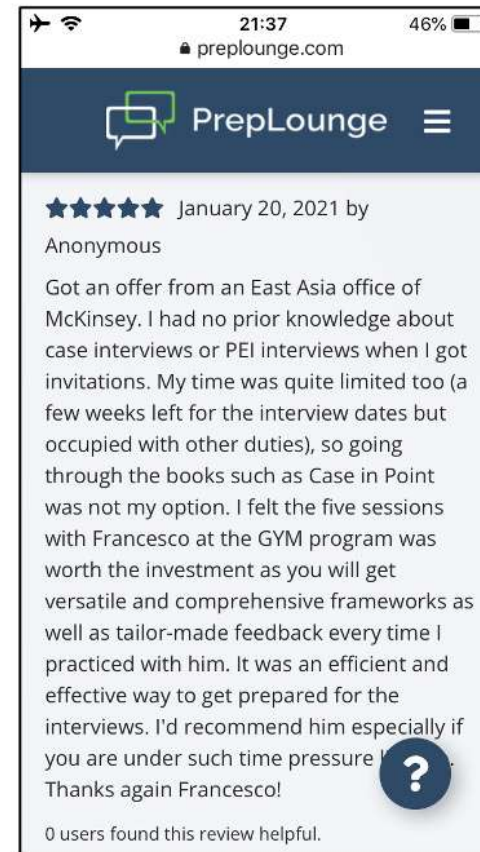 21:37
46%
preplounge.com
PrepLounge
January 20, 2021 by
Anonymous
Got an offer from an East Asia office of
McKinsey. I had no prior knowledge about
case interviews or PEI interviews when I got
invitations. My time was quite limited too (a
few weeks left for the interview dates but
occupied with other duties), so going
through the books such as Case in Point
was not my option. I felt the five sessions
with Francesco at the GYM program was
worth the investment as you will get
versatile and comprehensive frameworks as
well as tailor-made feedback every time I
practiced with him. It was an efficient and
effective way to get prepared for the
interviews. I'd recommend him especially if
you are under such time pressure
?
Thanks again Francesco!
0 users found this review helpful.